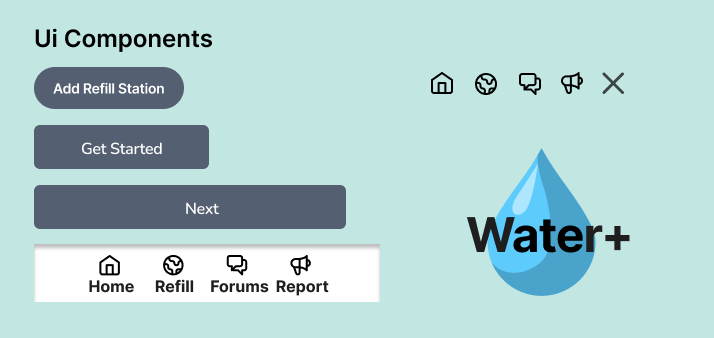 Ui Components
Add Refill Station
Get Started
Next
Home Refill Forums Report
Water+